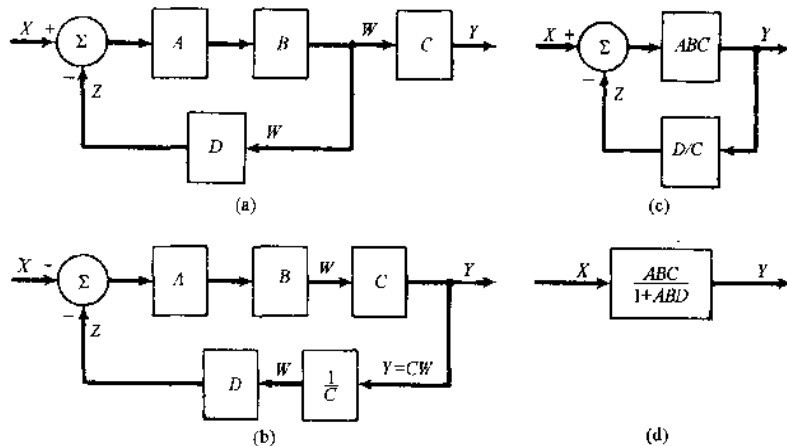 X + Σ A B W C Y
− Z
D W
(a)
X + Σ ABC Y
− Z
D/C
(c)
X - Σ A B W C Y
− Z
D W 1/C Y=CW
(b)
X ABC/1+ABD Y
(d)